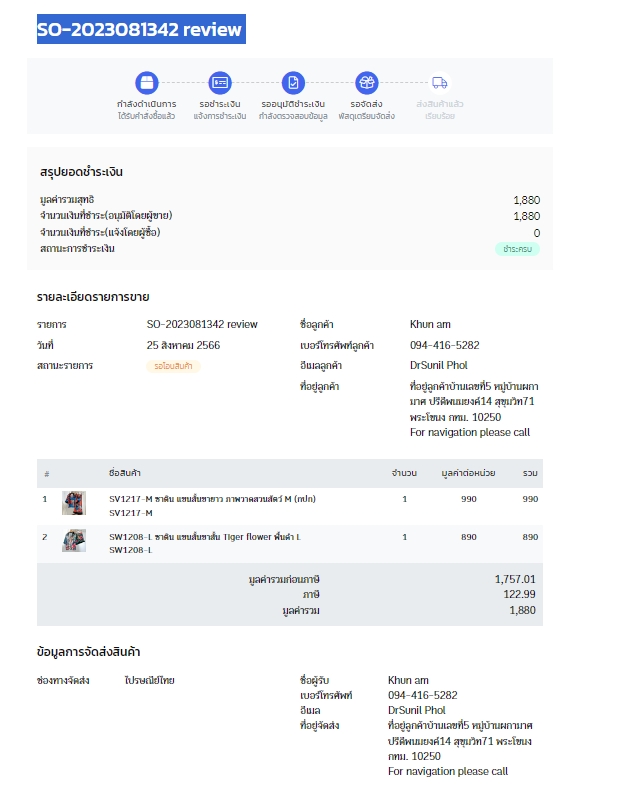 SO-2023081342 review
กำลังดำเนินการ
ได้รับคำสั่งซื้อแล้ว
รอชำระเงิน
แจ้งการชำระเงิน
รออนุมัติชำระเงิน
กำลังตรวจสอบข้อมูล
รอจัดส่ง
พัสดุเตรียมจัดส่ง
ส่งสินค้าแล้ว
เรียบร้อย
สรุปยอดชำระเงิน
มูลค่ารวมสุทธิ 1,880
จำนวนเงินที่ชำระ(อนุมัติโดยผู้ขาย) 1,880
จำนวนเงินที่ชำระ(แจ้งโดยผู้ซื้อ) 0
สถานะการชำระเงิน ชำระครบ
รายละเอียดรายการขาย
รายการ SO-2023081342 review
วันที่ 25 สิงหาคม 2566
สถานะรายการ รอโอนสินค้า
ชื่อลูกค้า Khun am
เบอร์โทรศัพท์ลูกค้า 094-416-5282
อีเมลลูกค้า DrSunil Phol
ที่อยู่ลูกค้า ที่อยู่ลูกค้าบ้านเลขที่5 หมู่บ้านผกา
มาศ ปรีดีพนมยงค์14 สุขุมวิท71
พระโขนง กทม. 10250
For navigation please call
# ชื่อสินค้า จำนวน มูลค่าต่อหน่วย รวม
1 SV1217-M ซาติน แขนสั้นขายาว ภาพวาดสวนสัตว์ M (กปก) 1 990 990
SV1217-M
2 SW1208-L ซาติน แขนสั้นขาสั้น Tiger flower พื้นดำ L 1 890 890
SW1208-L
มูลค่ารวมก่อนภาษี 1,757.01
ภาษี 122.99
มูลค่ารวม 1,880
ข้อมูลการจัดส่งสินค้า
ช่องทางจัดส่ง ไปรษณีย์ไทย
ชื่อผู้รับ Khun am
เบอร์โทรศัพท์ 094-416-5282
อีเมล DrSunil Phol
ที่อยู่จัดส่ง ที่อยู่ลูกค้าบ้านเลขที่5 หมู่บ้านผกามาศ
ปรีดีพนมยงค์14 สุขุมวิท71 พระโขนง
กทม. 10250
For navigation please call